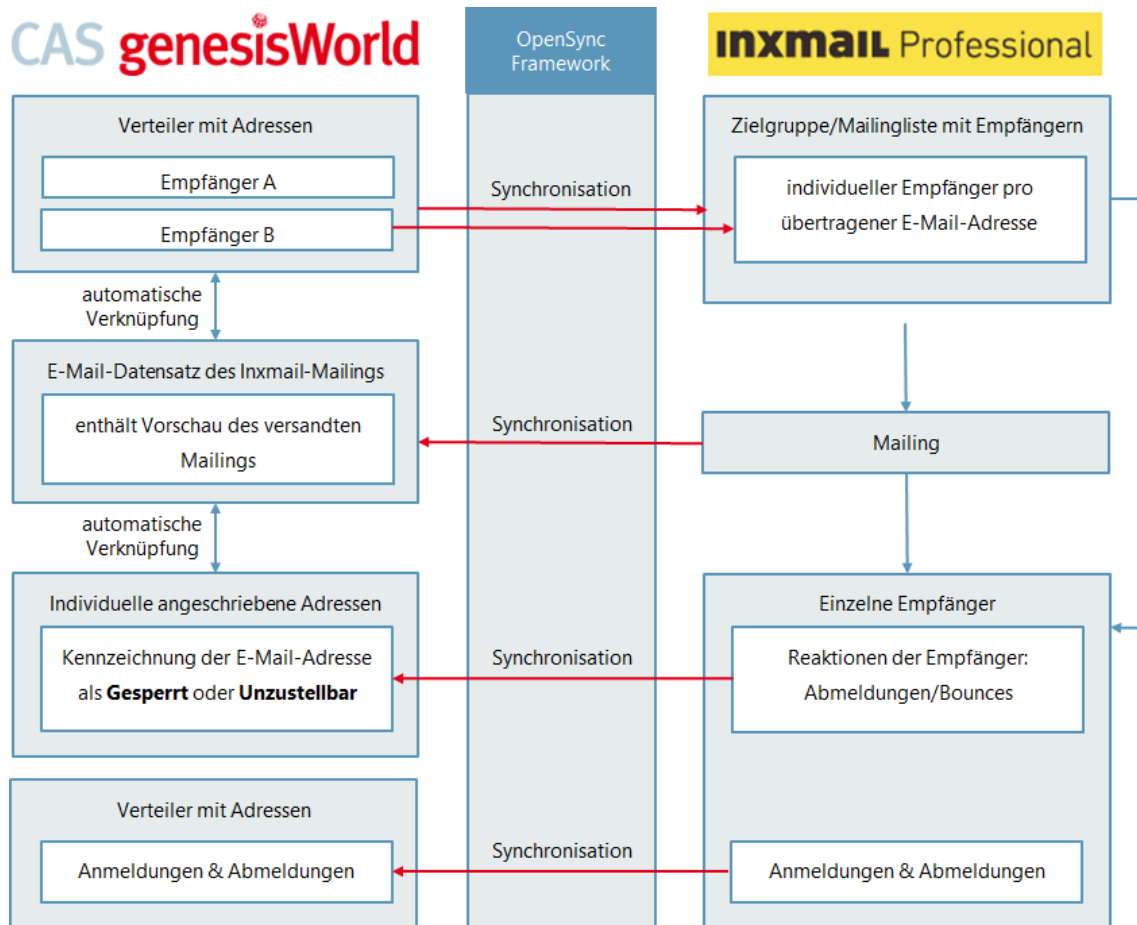 CAS genesisWorld
OpenSync
Framework
Inxmail Professional
Verteiler mit Adressen
Empfänger A
Empfänger B
Synchronisation
Zielgruppe/Mailingliste mit Empfängern
individueller Empfänger pro
übertragener E-Mail-Adresse
automatische
Verknüpfung
E-Mail-Datensatz des Inxmail-Mailings
enthält Vorschau des versandten
Mailings
Synchronisation
Mailing
automatische
Verknüpfung
Individuelle angeschriebene Adressen
Kennzeichnung der E-Mail-Adresse
als Gesperrt oder Unzustellbar
Synchronisation
Einzelne Empfänger
Reaktionen der Empfänger:
Abmeldungen/Bounces
Verteiler mit Adressen
Anmeldungen & Abmeldungen
Synchronisation
Anmeldungen & Abmeldungen